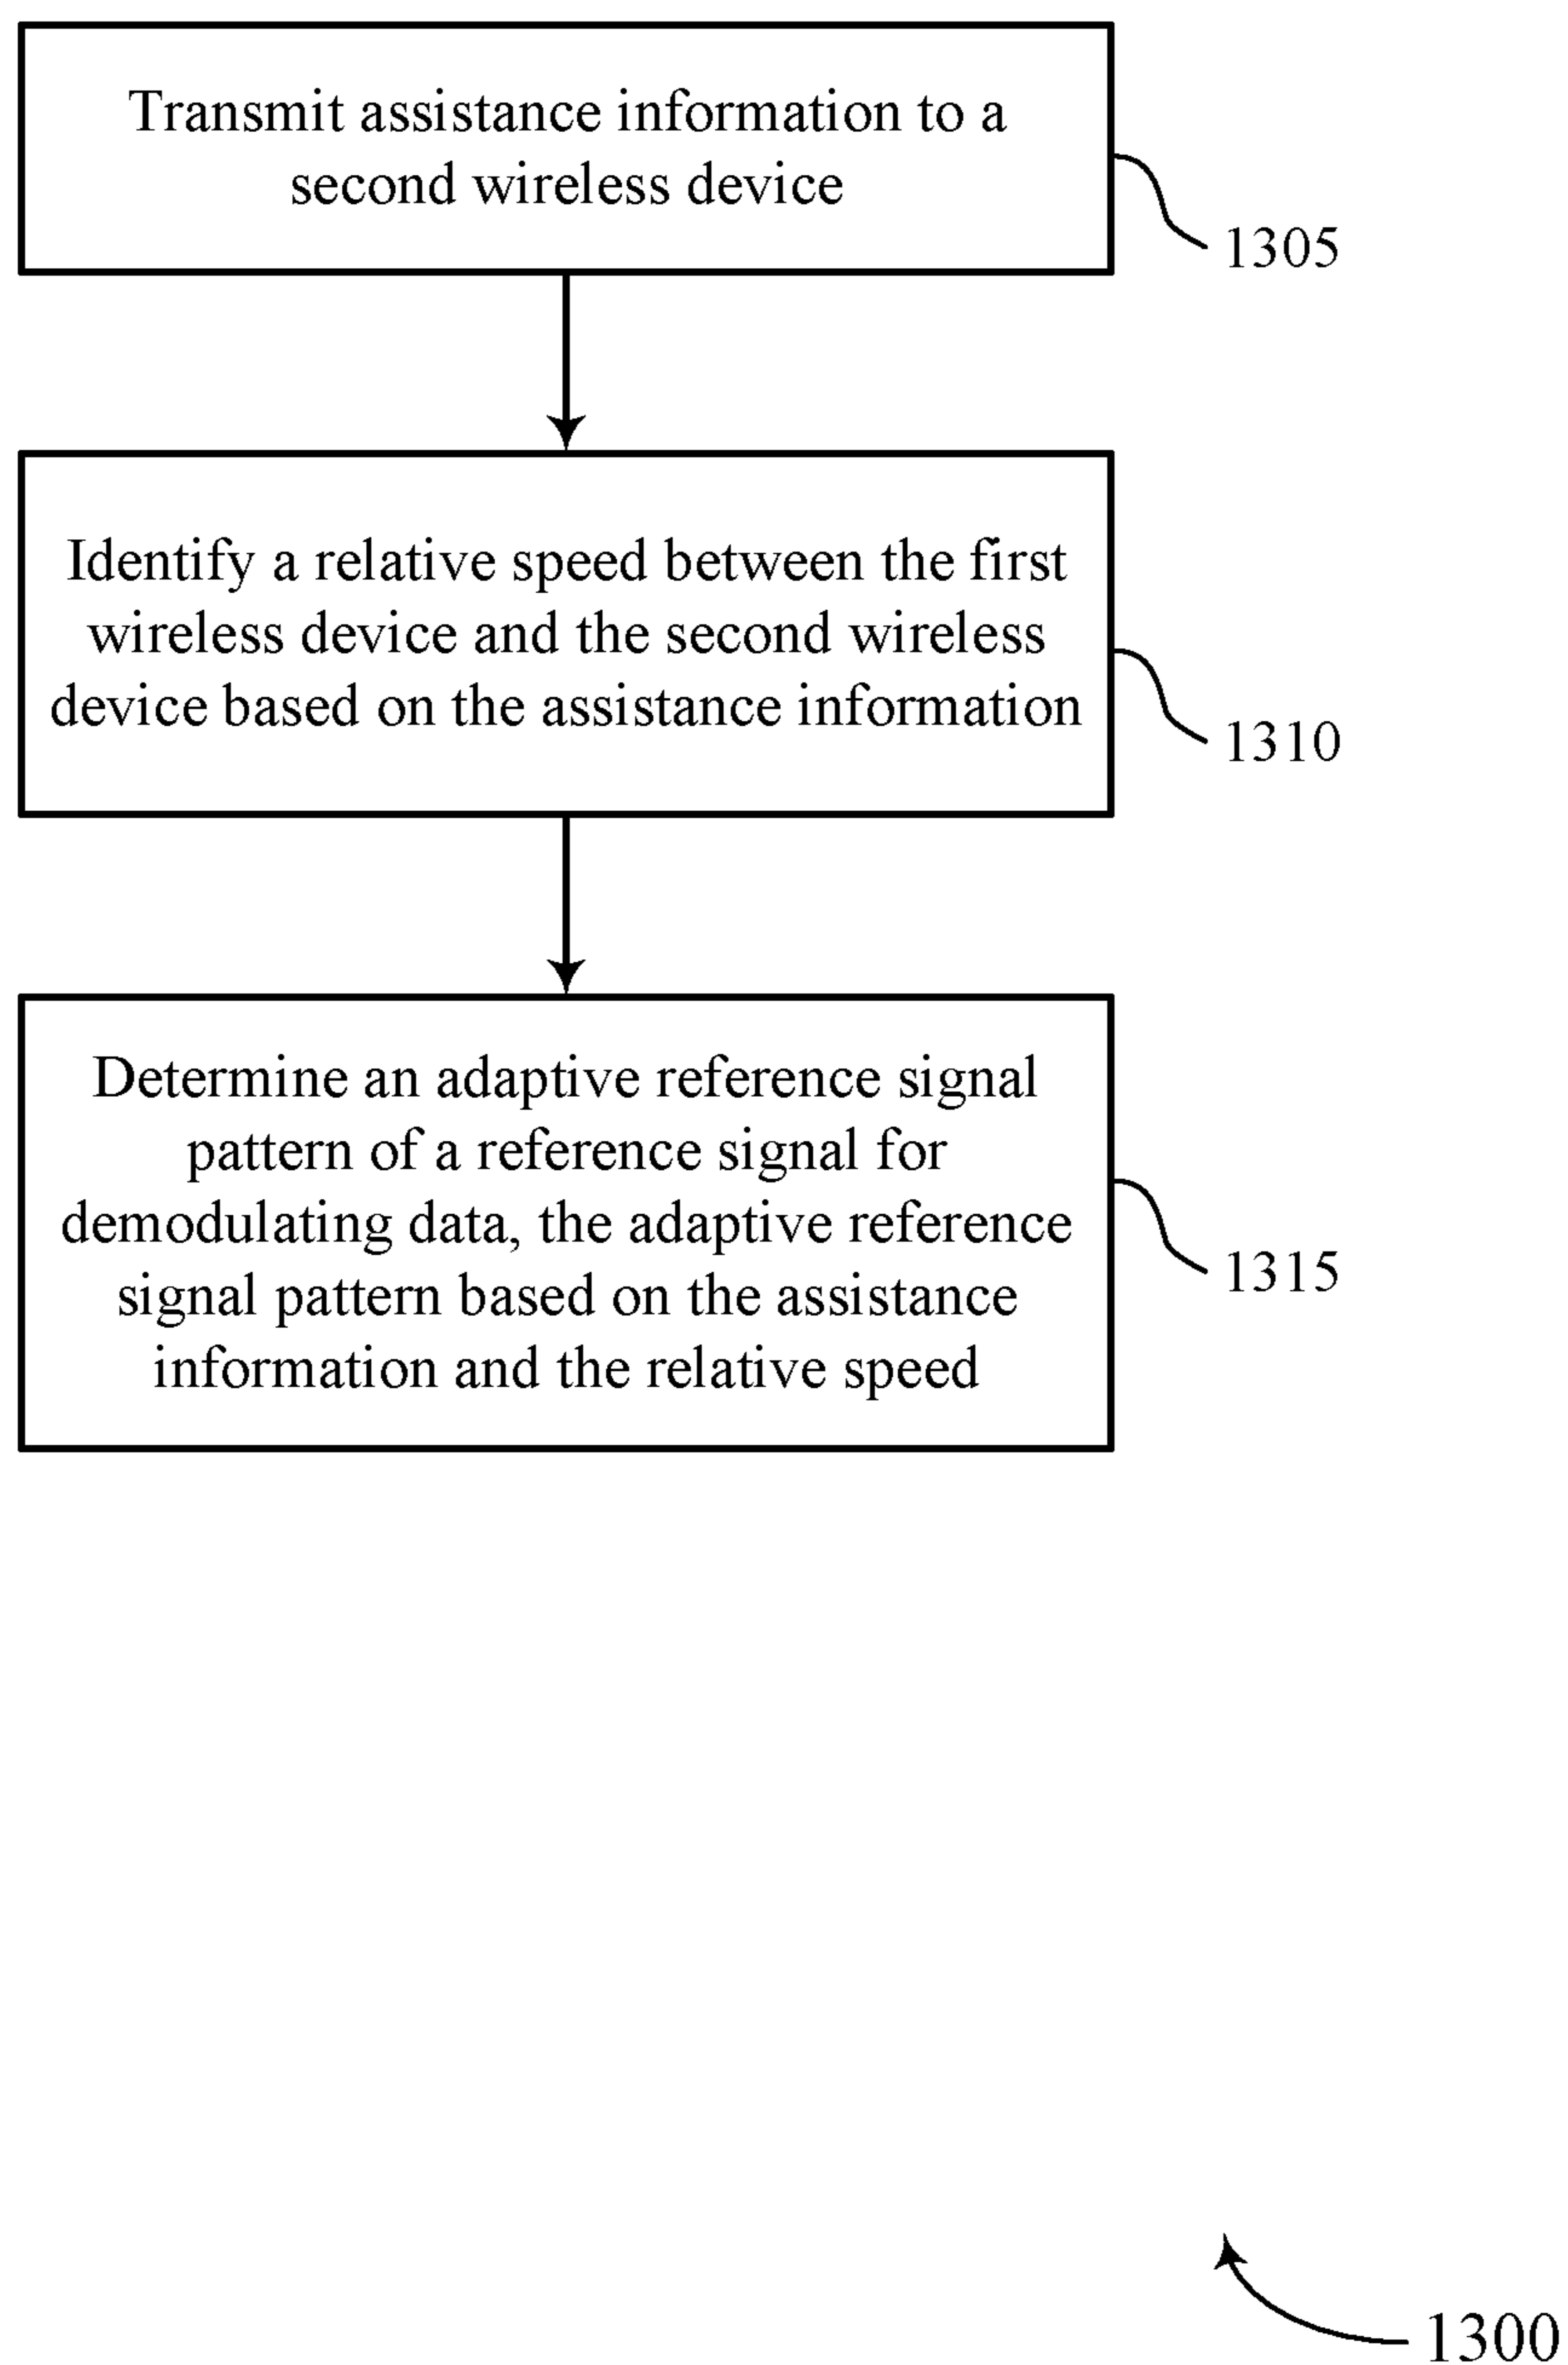 Transmit assistance information to a
second wireless device
1305
Identify a relative speed between the first
wireless device and the second wireless
device based on the assistance information
1310
Determine an adaptive reference signal
pattern of a reference signal for
demodulating data, the adaptive reference
signal pattern based on the assistance
information and the relative speed
1315
1300